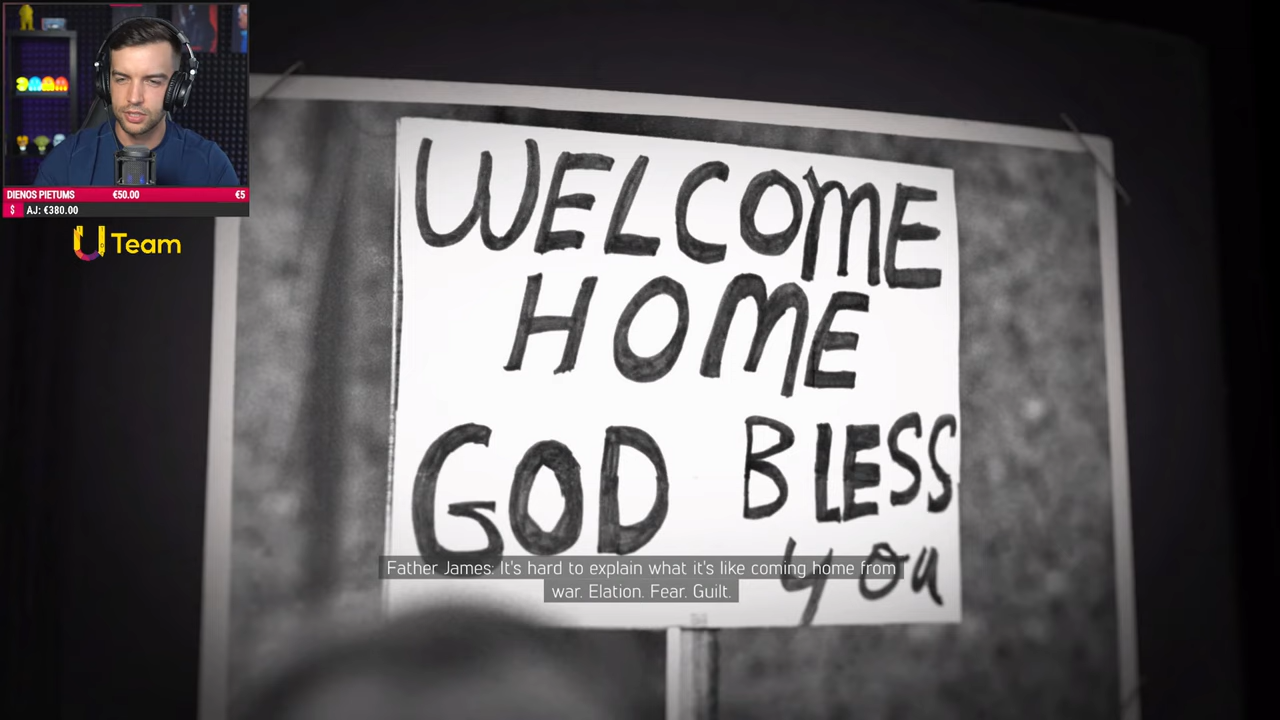 DIENOS PIETUMS €50.00 €5
$ AJ: €380.00
U Team
WELCOME
HOME
GOD BLESS
you
Father James: It's hard to explain what it's like coming home from
war. Elation. Fear. Guilt.